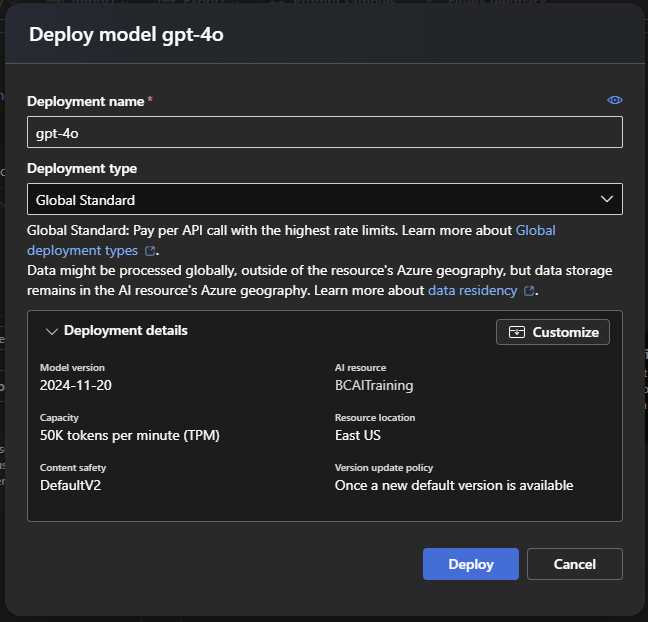 Deploy model gpt-4o
Deployment name *
gpt-4o
Deployment type
Global Standard
Global Standard: Pay per API call with the highest rate limits. Learn more about Global
deployment types .
Data might be processed globally, outside of the resource's Azure geography, but data storage
remains in the AI resource's Azure geography. Learn more about data residency .
Deployment details
Customize
Model version
2024-11-20
AI resource
BCAITraining
Capacity
50K tokens per minute (TPM)
Resource location
East US
Content safety
DefaultV2
Version update policy
Once a new default version is available
Deploy
Cancel